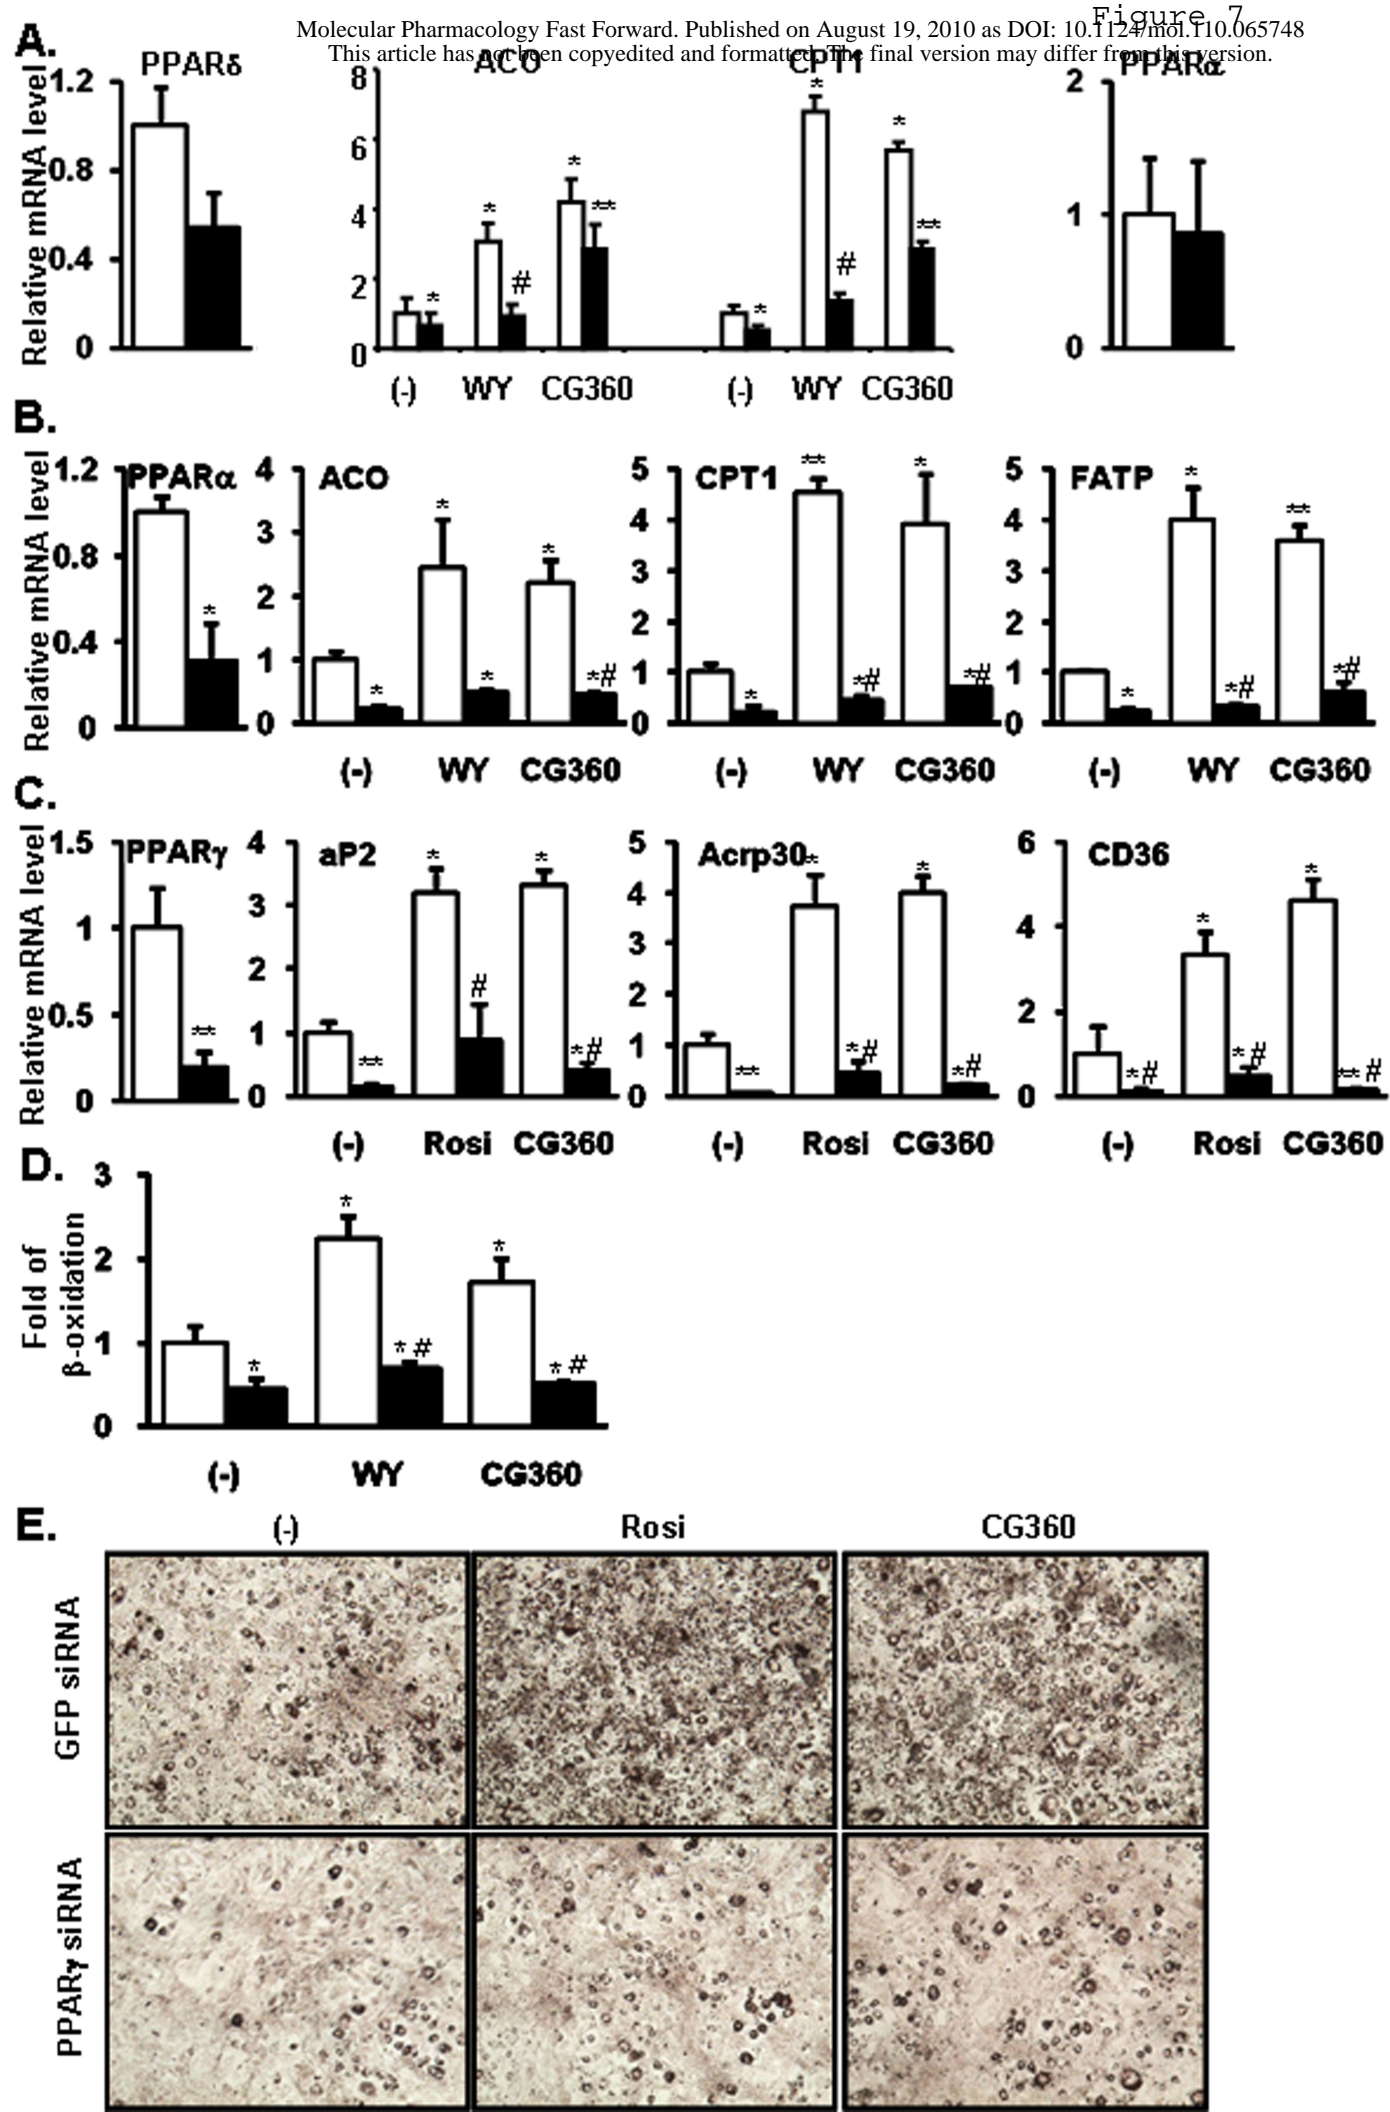 Figure 7
Molecular Pharmacology Fast Forward. Published on August 19, 2010 as DOI: 10.1124/mol.110.065748
This article has not been copyedited and formatted. The final version may differ from this version.
A.
PPARδ ACO CPT1 PPARα
Relative mRNA level
1.2
0.8
0.4
0
8
6
4
2
0
2
1
0
* * # * ** * * # * **
(-) WY CG360 (-) WY CG360
B.
Relative mRNA level
PPARα ACO CPT1 FATP
1.2
0.8
0.4
0
4
3
2
1
0
5
4
3
2
1
0
5
4
3
2
1
0
* * * * * *# * ** *# * *# * * *# ** *#
(-) WY CG360 (-) WY CG360 (-) WY CG360
C.
Relative mRNA level
PPARγ aP2 Acrp30 CD36
1.5
1
0.5
0
4
3
2
1
0
5
4
3
2
1
0
6
4
2
0
** ** * # * *# ** * *# * *# *# * *# * **#
(-) Rosi CG360 (-) Rosi CG360 (-) Rosi CG360
D.
Fold of
β-oxidation
3
2
1
0
* * *# * *#
(-) WY CG360
E.
(-) Rosi CG360
GFP siRNA
PPARγ siRNA